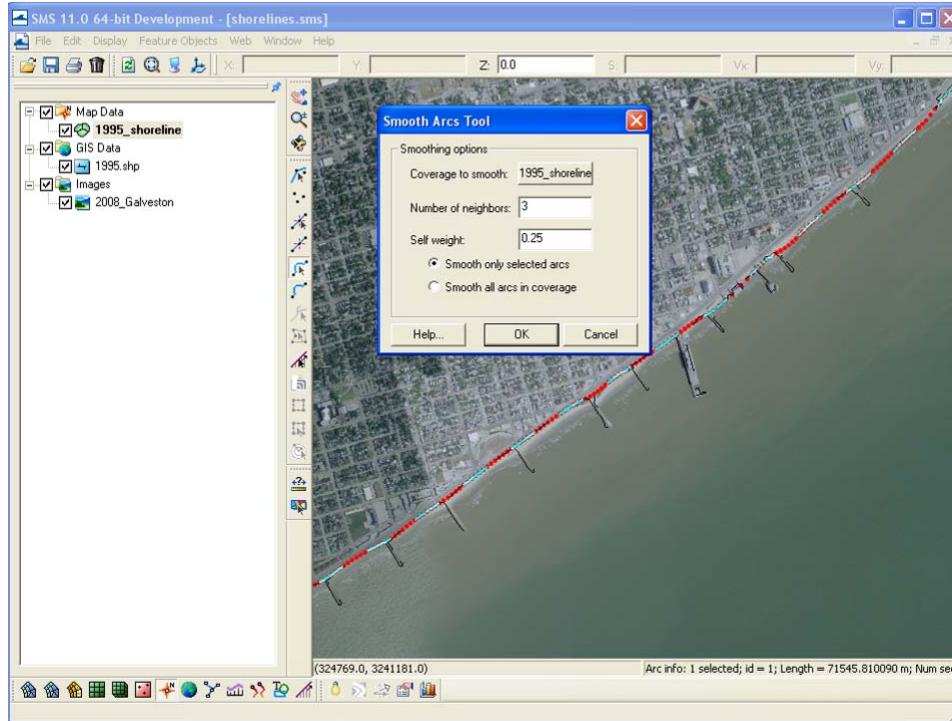 SMS 11.0 64-bit Development - [shorelines.sms]
File Edit Display Feature Objects Web Window Help
X: Y: Z: 0.0 S: Vx: Vy:
Map Data
1995_shoreline
GIS Data
1995.shp
Images
2008_Galveston
Smooth Arcs Tool
Smoothing options
Coverage to smooth: 1995_shoreline
Number of neighbors: 3
Self weight: 0.25
Smooth only selected arcs
Smooth all arcs in coverage
Help... OK Cancel
(324769.0, 3241181.0) Arc info: 1 selected; id = 1; Length = 71545.810090 m; Num se